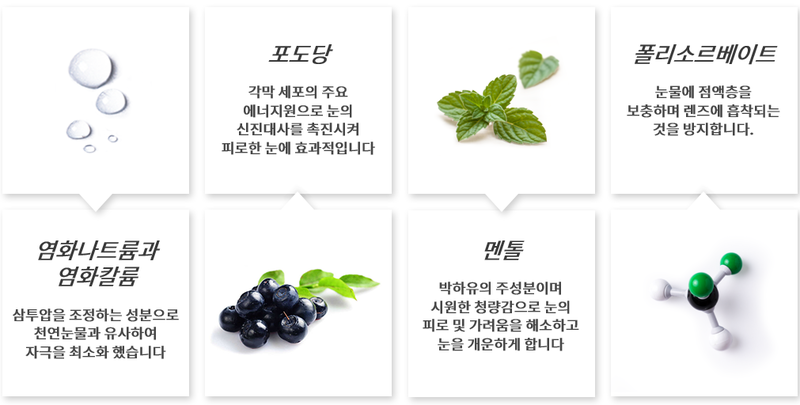 포도당
각막 세포의 주요
에너지원으로 눈의
신진대사를 촉진시켜
피로한 눈에 효과적입니다
폴리소르베이트
눈물에 점액층을
보충하며 렌즈에 흡착되는
것을 방지합니다.
염화나트륨과
염화칼륨
삼투압을 조정하는 성분으로
천연눈물과 유사하여
자극을 최소화 했습니다
멘톨
박하유의 주성분이며
시원한 청량감으로 눈의
피로 및 가려움을 해소하고
눈을 개운하게 합니다